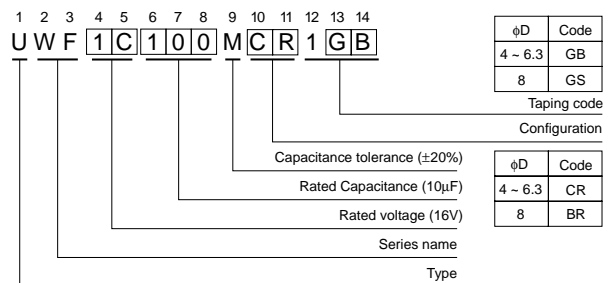 1 2 3 4 5 6 7 8 9 10 11 12 13 14
U W F 1 C 1 0 0 M C R 1 G B
φD Code
4 ~ 6.3 GB
8 GS
Taping code
Configuration
Capacitance tolerance (±20%)
Rated Capacitance (10µF)
Rated voltage (16V)
Series name
Type
φD Code
4 ~ 6.3 CR
8 BR